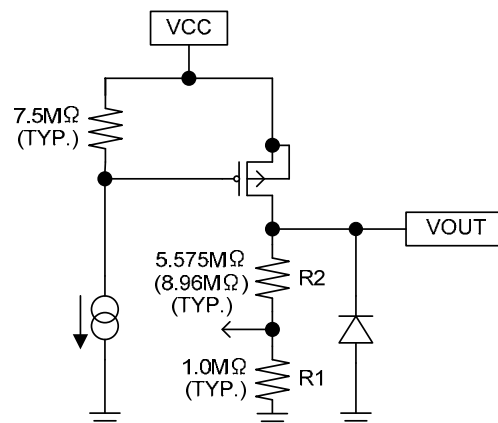 VCC
7.5MΩ
(TYP.)
VOUT
5.575MΩ
(8.96MΩ)
(TYP.)
R2
1.0MΩ
(TYP.)
R1